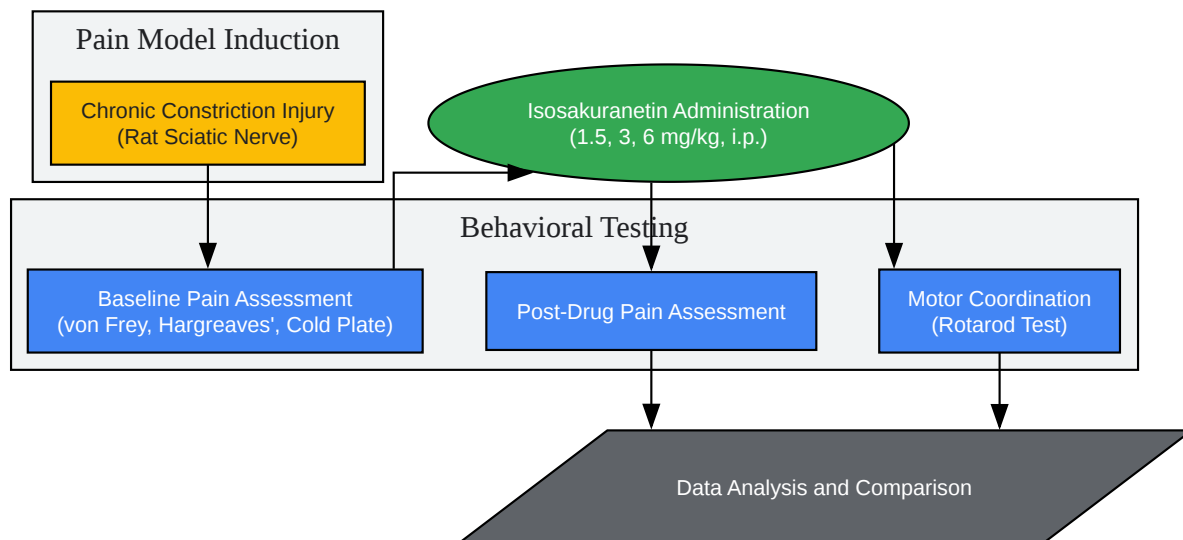 Pain Model Induction
Chronic Constriction Injury
(Rat Sciatic Nerve)
Isosakuranetin Administration
(1.5, 3, 6 mg/kg, i.p.)
Behavioral Testing
Baseline Pain Assessment
(von Frey, Hargreaves', Cold Plate)
Post-Drug Pain Assessment
Motor Coordination
(Rotarod Test)
Data Analysis and Comparison